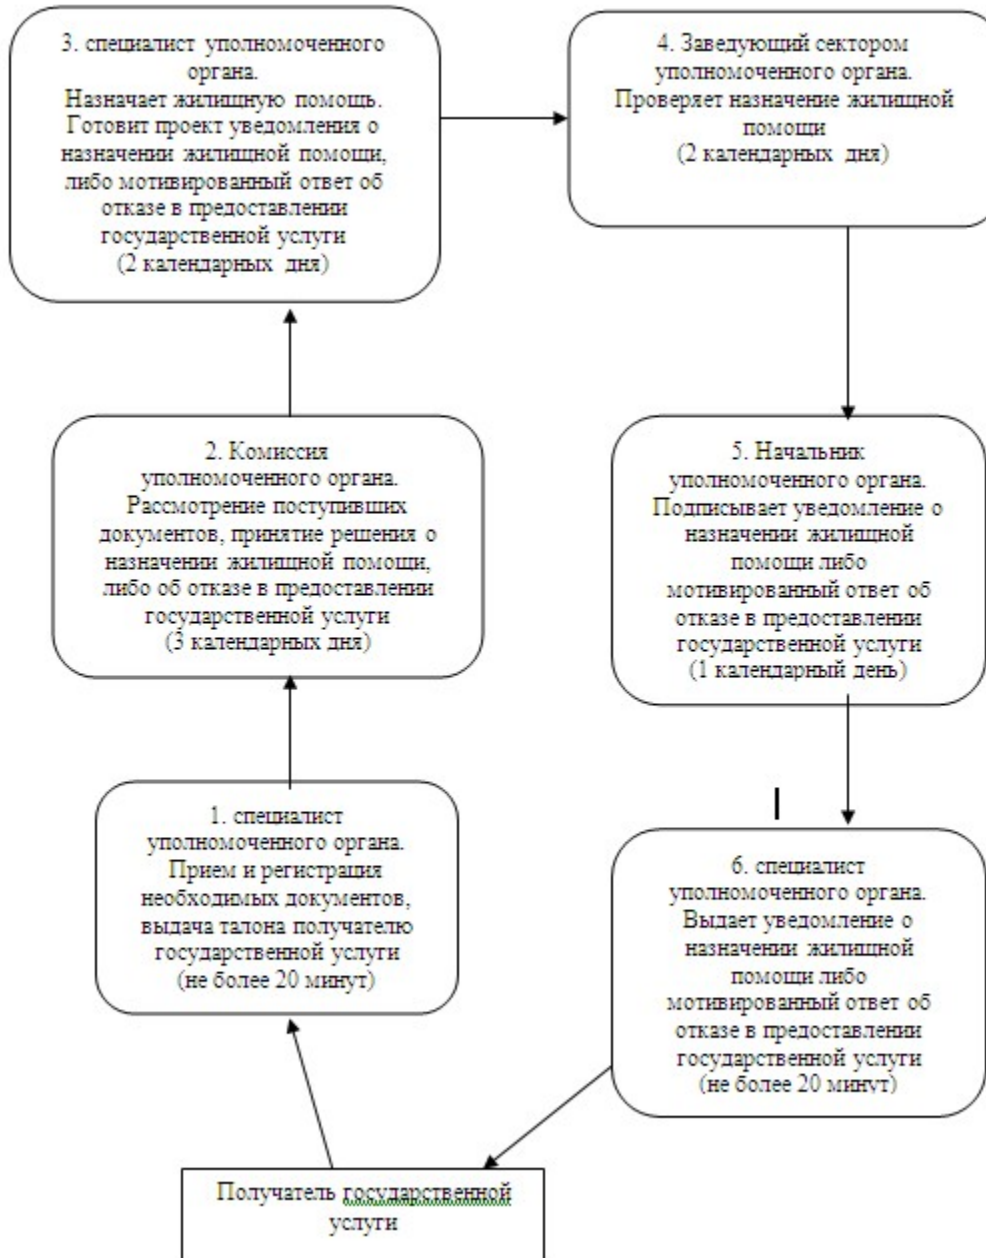 3. специалист уполномоченного
органа.
Назначает жилищную помощь.
Готовит проект уведомления о
назначении жилищной помощи,
либо мотивированный ответ об
отказе в предоставлении
государственной услуги
(2 календарных дня)
4. Заведующий сектором
уполномоченного органа.
Проверяет назначение жилищной
помощи
(2 календарных дня)
2. Комиссия
уполномоченного органа.
Рассмотрение поступивших
документов, принятие решения о
назначении жилищной помощи,
либо об отказе в предоставлении
государственной услуги
(3 календарных дня)
5. Начальник
уполномоченного органа.
Подписывает уведомление о
назначении жилищной
помощи либо
мотивированный ответ об
отказе в предоставлении
государственной услуги
(1 календарный день)
1. специалист
уполномоченного органа.
Прием и регистрация
необходимых документов,
выдача талона получателю
государственной услуги
(не более 20 минут)
6. специалист
уполномоченного органа.
Выдает уведомление о
назначении жилищной
помощи либо
мотивированный ответ об
отказе в предоставлении
государственной услуги
(не более 20 минут)
Получатель государственной
услуги